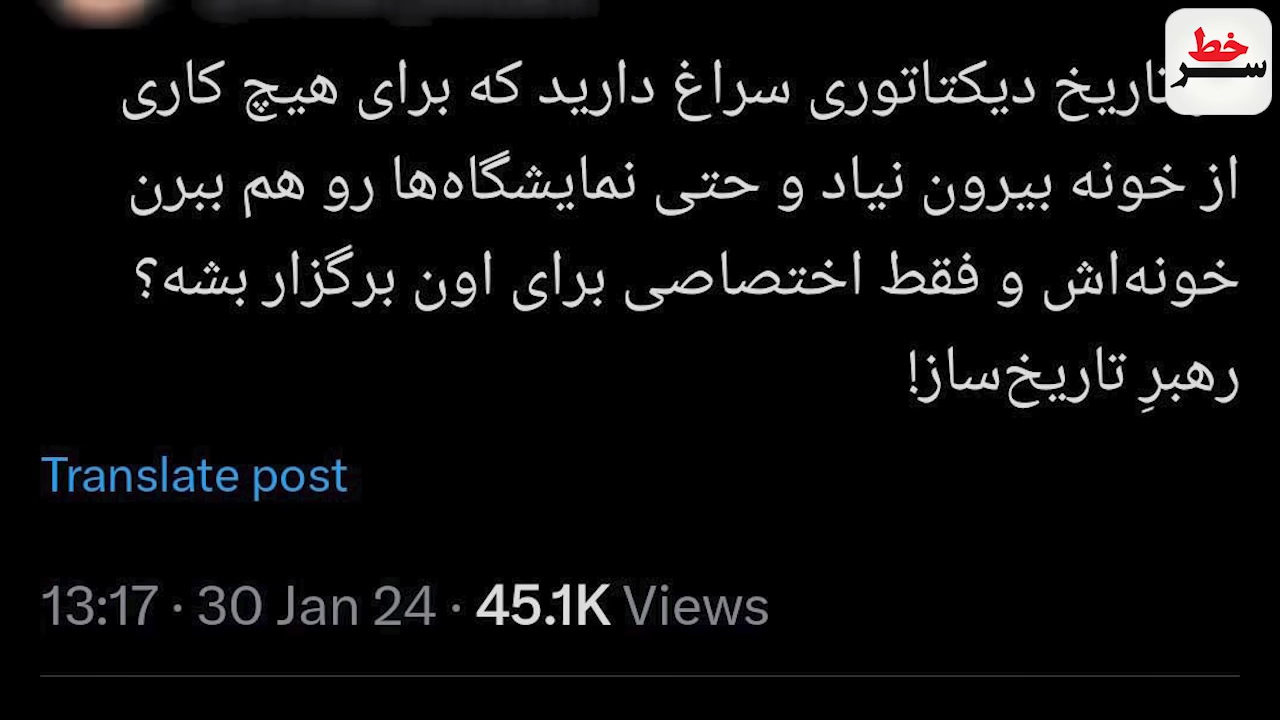 خط
سر
تاریخ دیکتاتوری سراغ دارید که برای هیچ کاری
از خونه بیرون نیاد و حتی نمایشگاه‌ها رو هم ببرن
خونه‌اش و فقط اختصاصی برای اون برگزار بشه؟
رهبرِ تاریخ‌ساز!
Translate post
13:17 · 30 Jan 24 · 45.1K Views